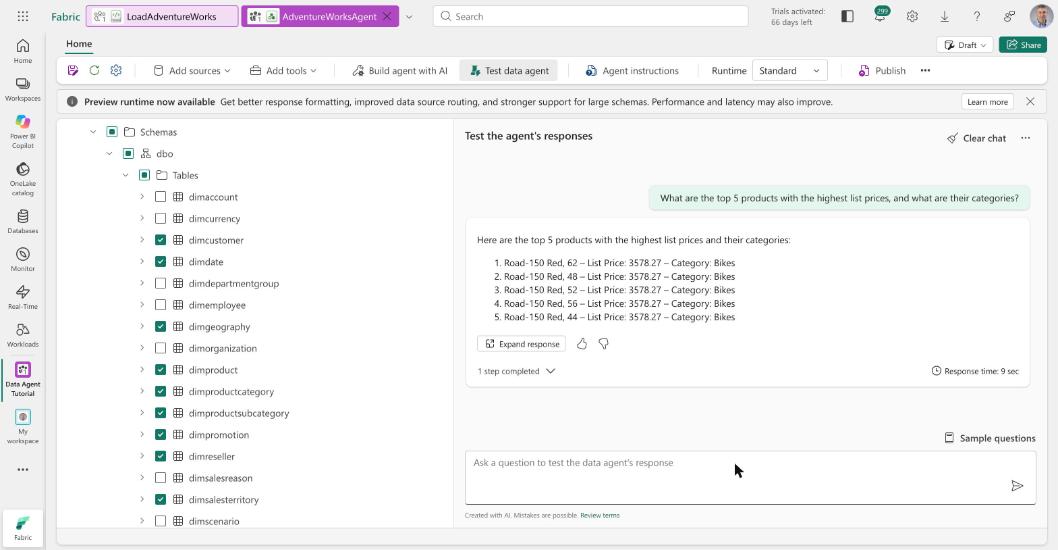 Fabric
LoadAdventureWorks
AdventureWorksAgent
Search
Trials activated:
66 days left
299
Home
Draft
Share
Add sources
Add tools
Build agent with AI
Test data agent
Agent instructions
Runtime
Standard
Publish
Preview runtime now available Get better response formatting, improved data source routing, and stronger support for large schemas. Performance and latency may also improve.
Learn more
Home
Workspaces
Power BI
Copilot
OneLake
catalog
Databases
Monitor
Real-Time
Workloads
Data Agent
Tutorial
My
workspace
Fabric
Schemas
dbo
Tables
dimaccount
dimcurrency
dimcustomer
dimdate
dimdepartmentgroup
dimemployee
dimgeography
dimorganization
dimproduct
dimproductcategory
dimproductsubcategory
dimpromotion
dimreseller
dimsalesreason
dimsalesterritory
dimscenario
Test the agent's responses
Clear chat
What are the top 5 products with the highest list prices, and what are their categories?
Here are the top 5 products with the highest list prices and their categories:
1. Road-150 Red, 62 – List Price: 3578.27 – Category: Bikes
2. Road-150 Red, 48 – List Price: 3578.27 – Category: Bikes
3. Road-150 Red, 52 – List Price: 3578.27 – Category: Bikes
4. Road-150 Red, 56 – List Price: 3578.27 – Category: Bikes
5. Road-150 Red, 44 – List Price: 3578.27 – Category: Bikes
Expand response
1 step completed
Response time: 9 sec
Sample questions
Ask a question to test the data agent's response
Created with AI. Mistakes are possible. Review terms